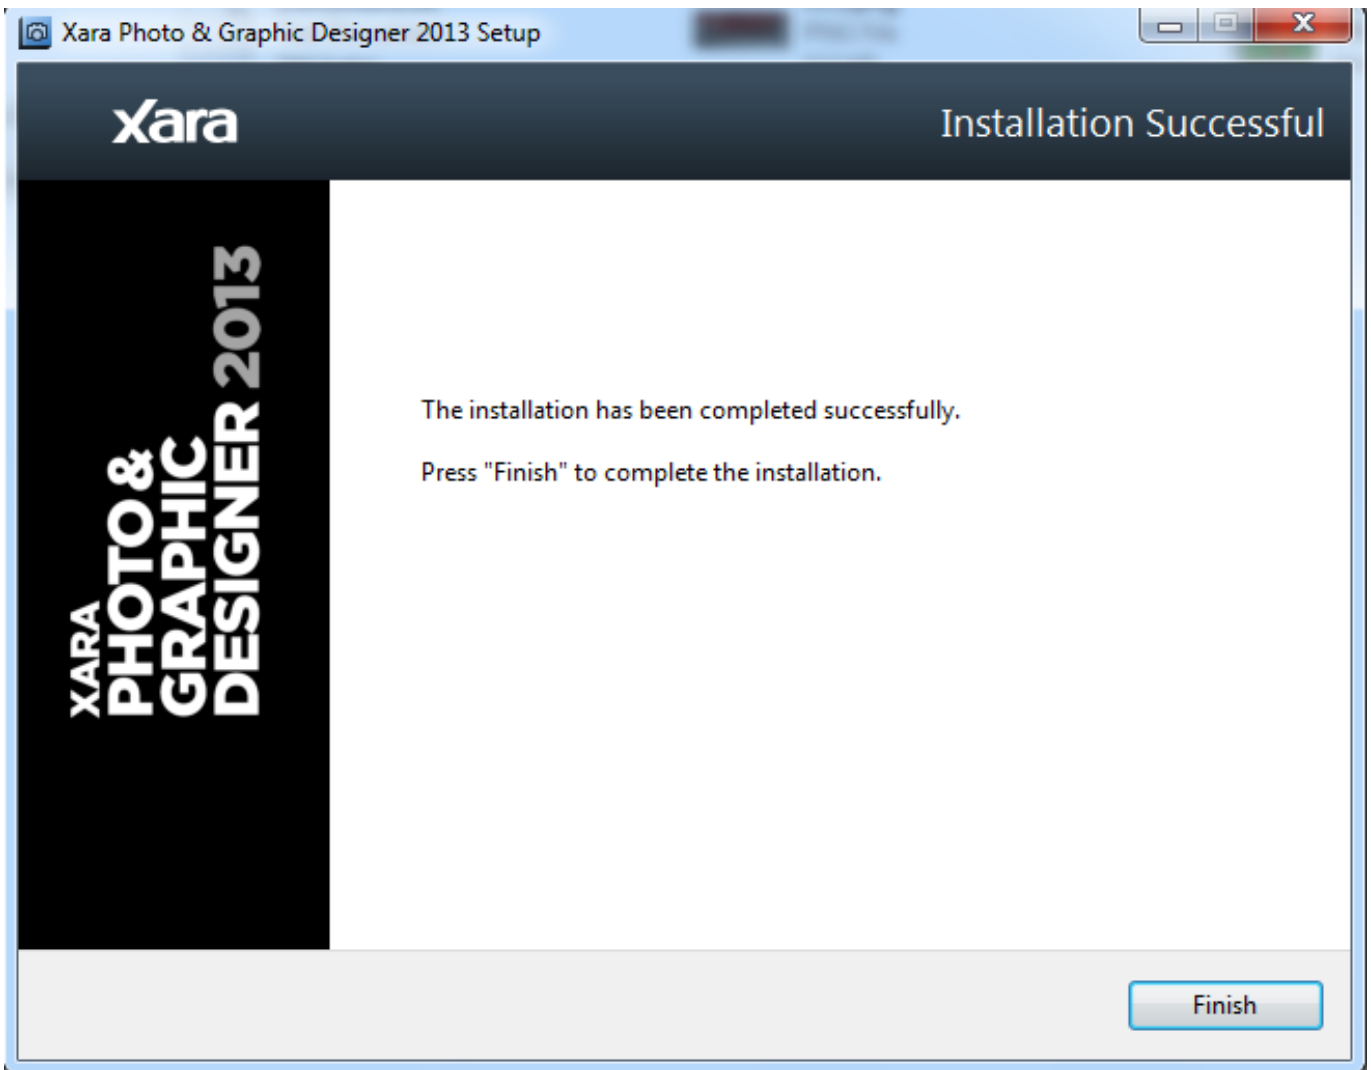 Xara Photo & Graphic Designer 2013 Setup
xara
Installation Successful
XARA
PHOTO &
GRAPHIC
DESIGNER 2013
The installation has been completed successfully.
Press "Finish" to complete the installation.
Finish